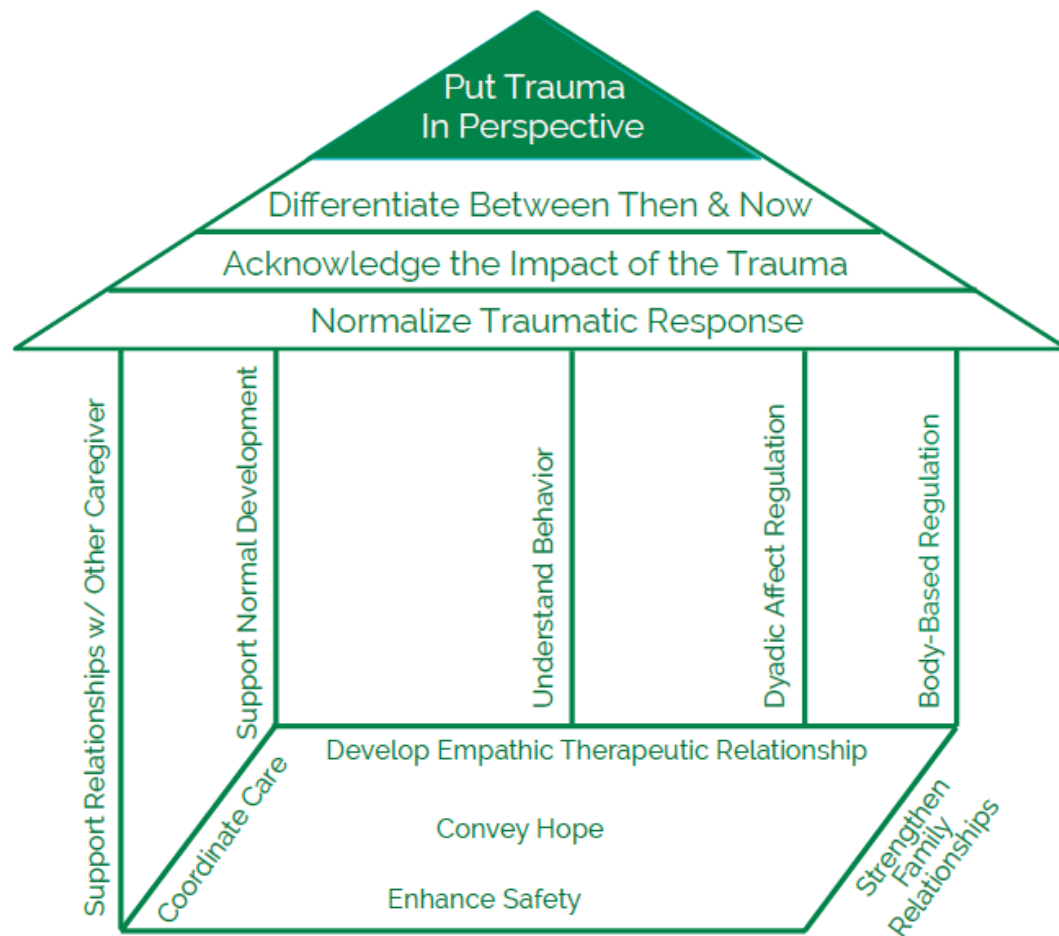 Put Trauma
In Perspective
Differentiate Between Then & Now
Acknowledge the Impact of the Trauma
Normalize Traumatic Response
Support Relationships w/ Other Caregiver
Support Normal Development
Understand Behavior
Dyadic Affect Regulation
Body-Based Regulation
Develop Empathic Therapeutic Relationship
Coordinate Care
Convey Hope
Enhance Safety
Strengthen
Family
Relationships